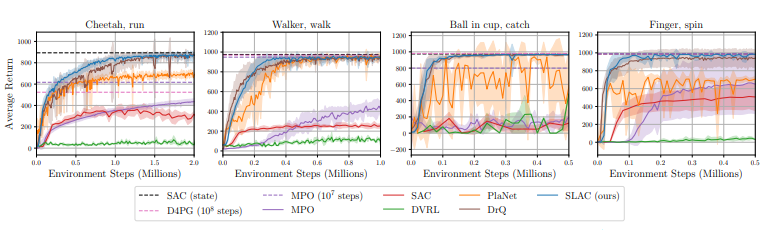 Cheetah, run
Walker, walk
Ball in cup, catch
Finger, spin
Average Return
1000
800
600
400
200
0
0.0 0.5 1.0 1.5 2.0
Environment Steps (Millions)
1200
1000
800
600
400
200
0
0.0 0.2 0.4 0.6 0.8 1.0
Environment Steps (Millions)
1200
1000
800
600
400
200
0
−200
0.0 0.1 0.2 0.3 0.4 0.5
Environment Steps (Millions)
1200
1000
800
600
400
200
0
0.0 0.1 0.2 0.3 0.4 0.5
Environment Steps (Millions)
SAC (state) MPO (10⁷ steps) SAC PlaNet SLAC (ours)
D4PG (10⁸ steps) MPO DVRL DrQ